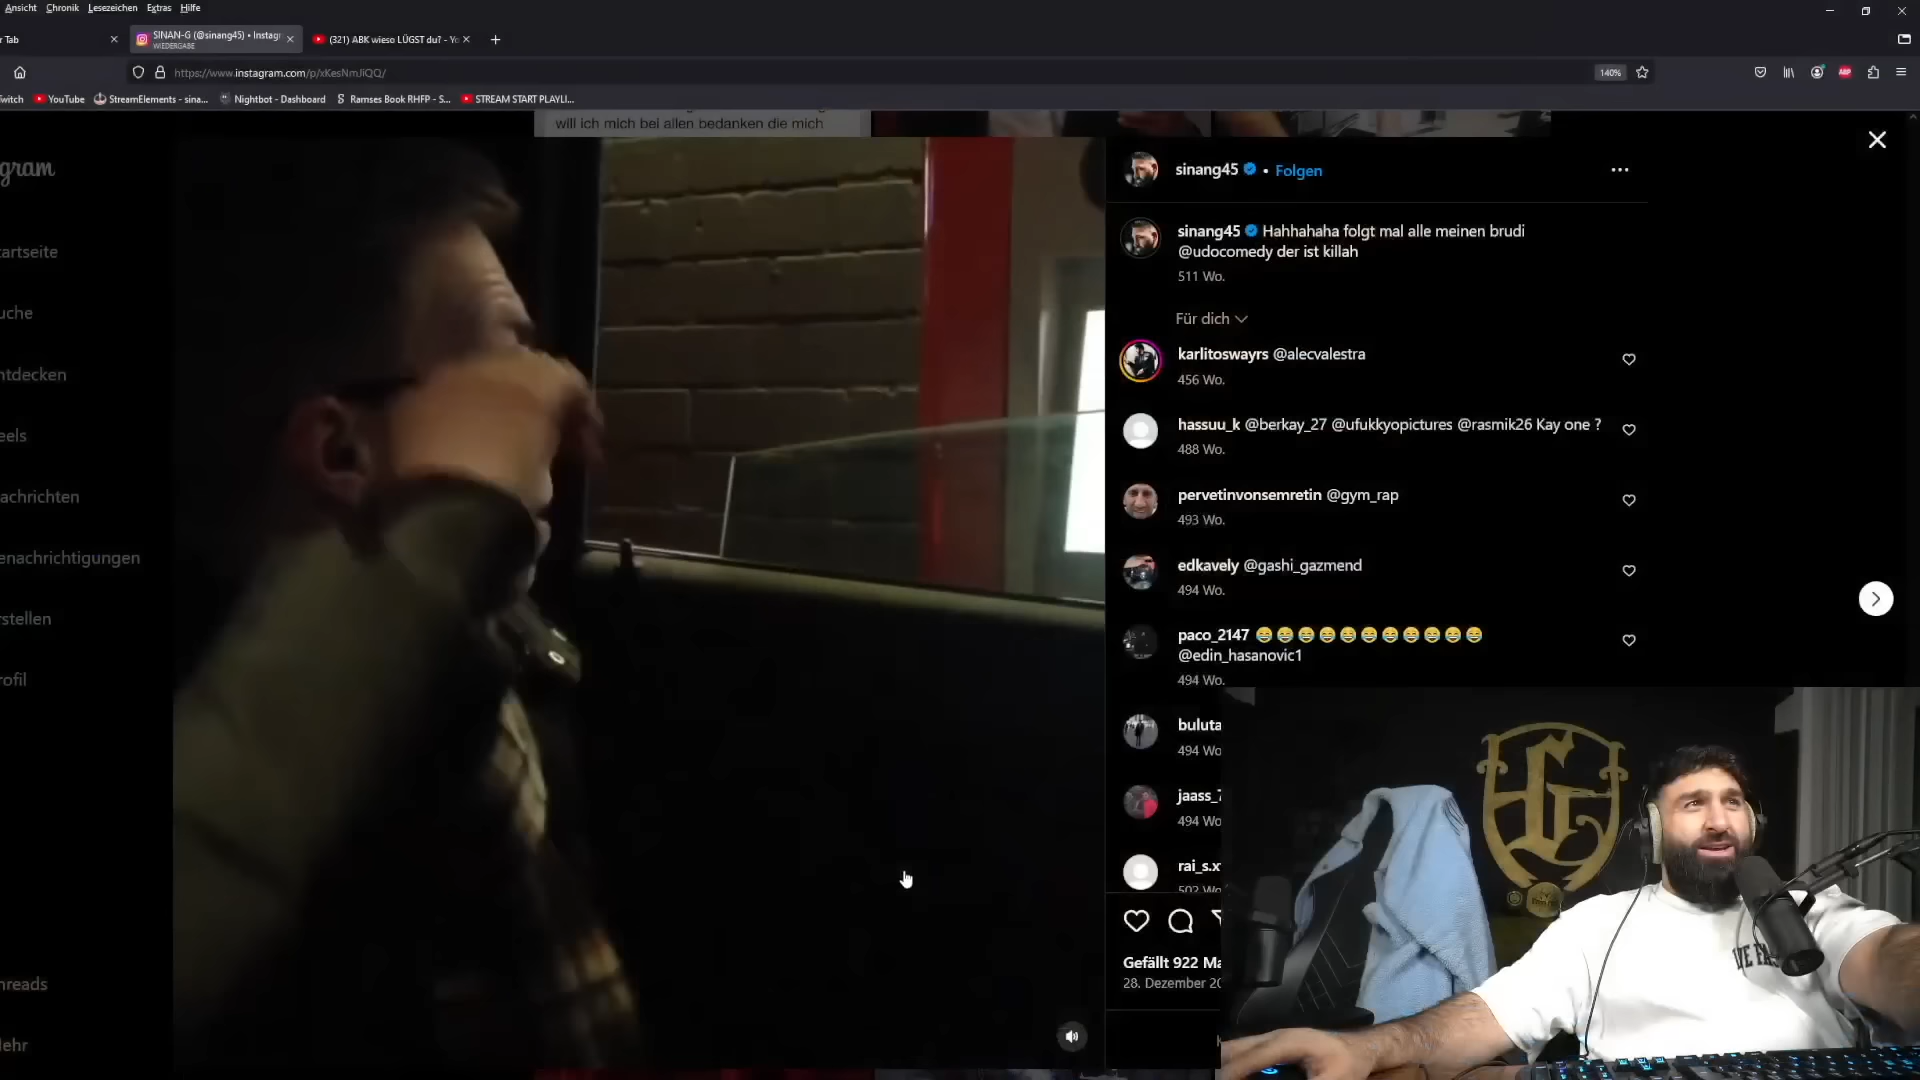 Ansicht Chronik Lesezeichen Extras Hilfe
r Tab
SINAN-G (@sinang45) • Instag
WIEDERGABE
(321) ABK wieso LÜGST du? - Yo
https://www.instagram.com/p/xKesNmJiQQ/
140%
witch
YouTube
StreamElements - sina...
Nightbot - Dashboard
Ramses Book RHFP - S...
STREAM START PLAYLI...
will ich mich bei allen bedanken die mich
gram
artseite
uche
ntdecken
eels
achrichten
enachrichtigungen
rstellen
rofil
hreads
ehr
sinang45 • Folgen
sinang45 Hahhahaha folgt mal alle meinen brudi
@udocomedy der ist killah
511 Wo.
Für dich
karlitoswayrs @alecvalestra
456 Wo.
hassuu_k @berkay_27 @ufukkyopictures @rasmik26 Kay one ?
488 Wo.
pervetinvonsemretin @gym_rap
493 Wo.
edkavely @gashi_gazmend
494 Wo.
paco_2147 😂😂😂😂😂😂😂😂😂😂😂
@edin_hasanovic1
494 Wo.
buluta
494 Wo
jaass_7
494 Wo
rai_s.x
502 Wo
Gefällt 922 Ma
28. Dezember 20